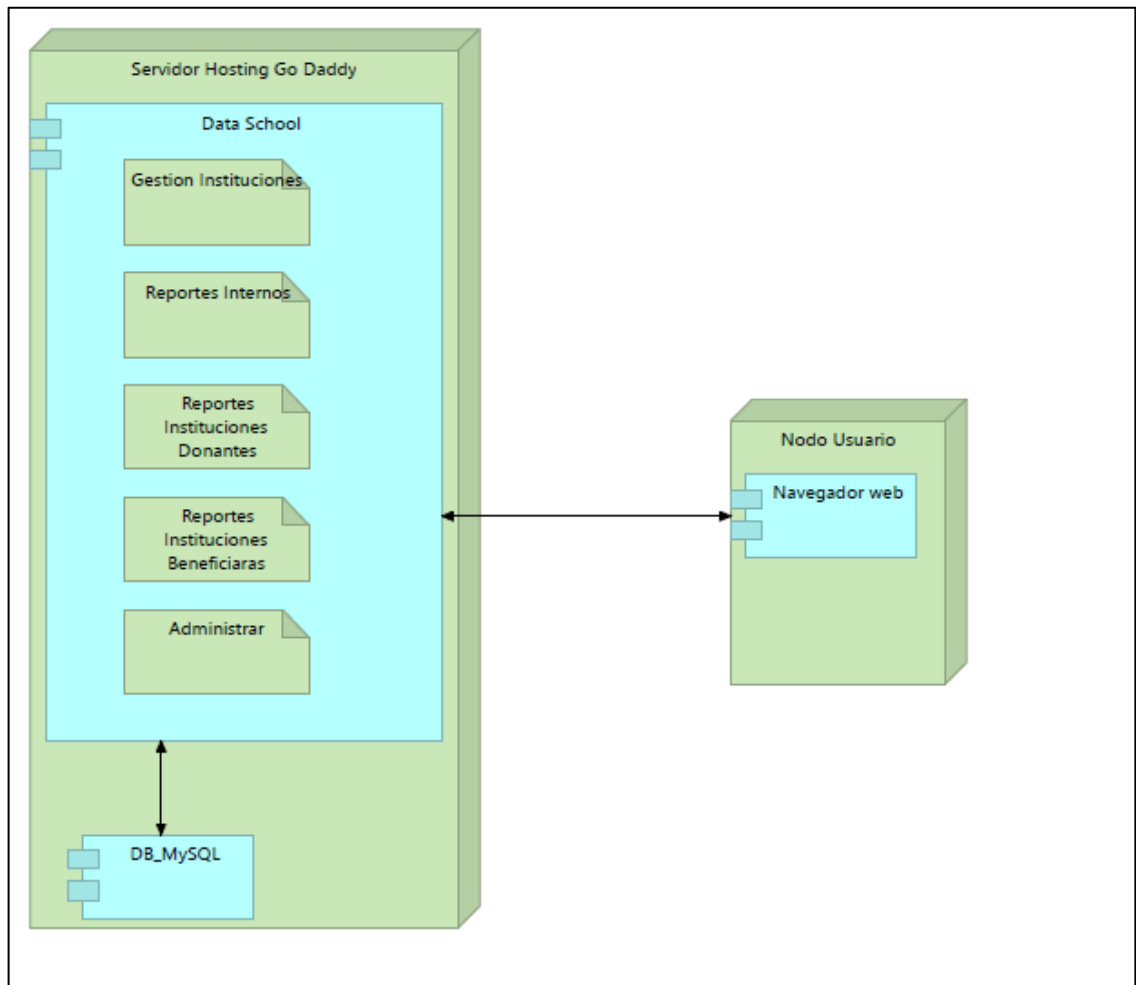 Servidor Hosting Go Daddy
Data School
Gestion Instituciones
Reportes Internos
Reportes
Instituciones
Donantes
Reportes
Instituciones
Beneficiaras
Administrar
DB_MySQL
Nodo Usuario
Navegador web